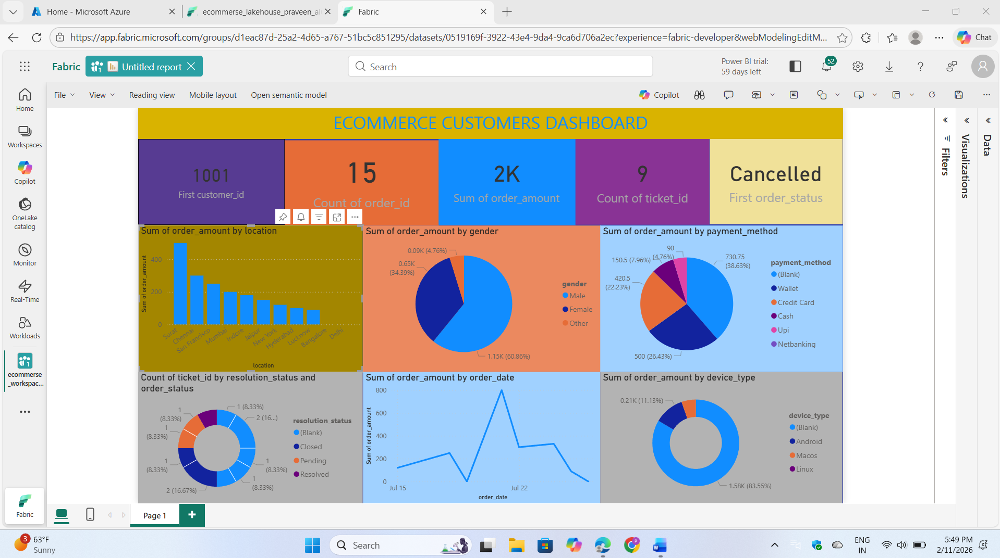 Home - Microsoft Azure
ecommerse_lakehouse_praveen_al
Fabric
https://app.fabric.microsoft.com/groups/d1eac87d-25a2-4d65-a767-51bc5c851295/datasets/0519169f-3922-43e4-9da4-9ca6d706a2ec?experience=fabric-developer&webModelingEditM...
Chat
Fabric
1
Untitled report
Search
Power BI trial:
59 days left
52
File
View
Reading view
Mobile layout
Open semantic model
Copilot
Home
Workspaces
Copilot
OneLake
catalog
Monitor
Real-Time
Workloads
1
ecommerse
_workspac...
Fabric
ECOMMERCE CUSTOMERS DASHBOARD
1001
First customer_id
15
Count of order_id
2K
Sum of order_amount
9
Count of ticket_id
Cancelled
First order_status
Filters
Visualizations
Data
Sum of order_amount by location
Sum of order_amount
400
200
0
Surat
Chennai
San Francisco
Mumbai
Indore
Jaipur
New York
Hyderabad
Lucknow
Bangalore
Delhi
location
Sum of order_amount by gender
0.09K (4.76%)
0.65K
(34.39%)
1.15K (60.86%)
gender
Male
Female
Other
Sum of order_amount by payment_method
90
(4.76%)
150.5 (7.96%)
420.5
(22.23%)
500 (26.43%)
730.75
(38.63%)
payment_method
(Blank)
Wallet
Credit Card
Cash
Upi
Netbanking
Count of ticket_id by resolution_status and
order_status
1 (8.33%)
2 (16...)
1
(8.33%)
1
(8.33%)
2 (16.67%)
1
(8.33%)
1
(8.33%)
1
(8.33%)
resolution_status
(Blank)
Closed
Pending
Resolved
Sum of order_amount by order_date
Sum of order_amount
800
600
400
200
0
Jul 15
Jul 22
order_date
Sum of order_amount by device_type
0.21K (11.13%)
1.58K (83.55%)
device_type
(Blank)
Android
Macos
Linux
Page 1
3
63°F
Sunny
Search
ENG
IN
5:49 PM
2/11/2026